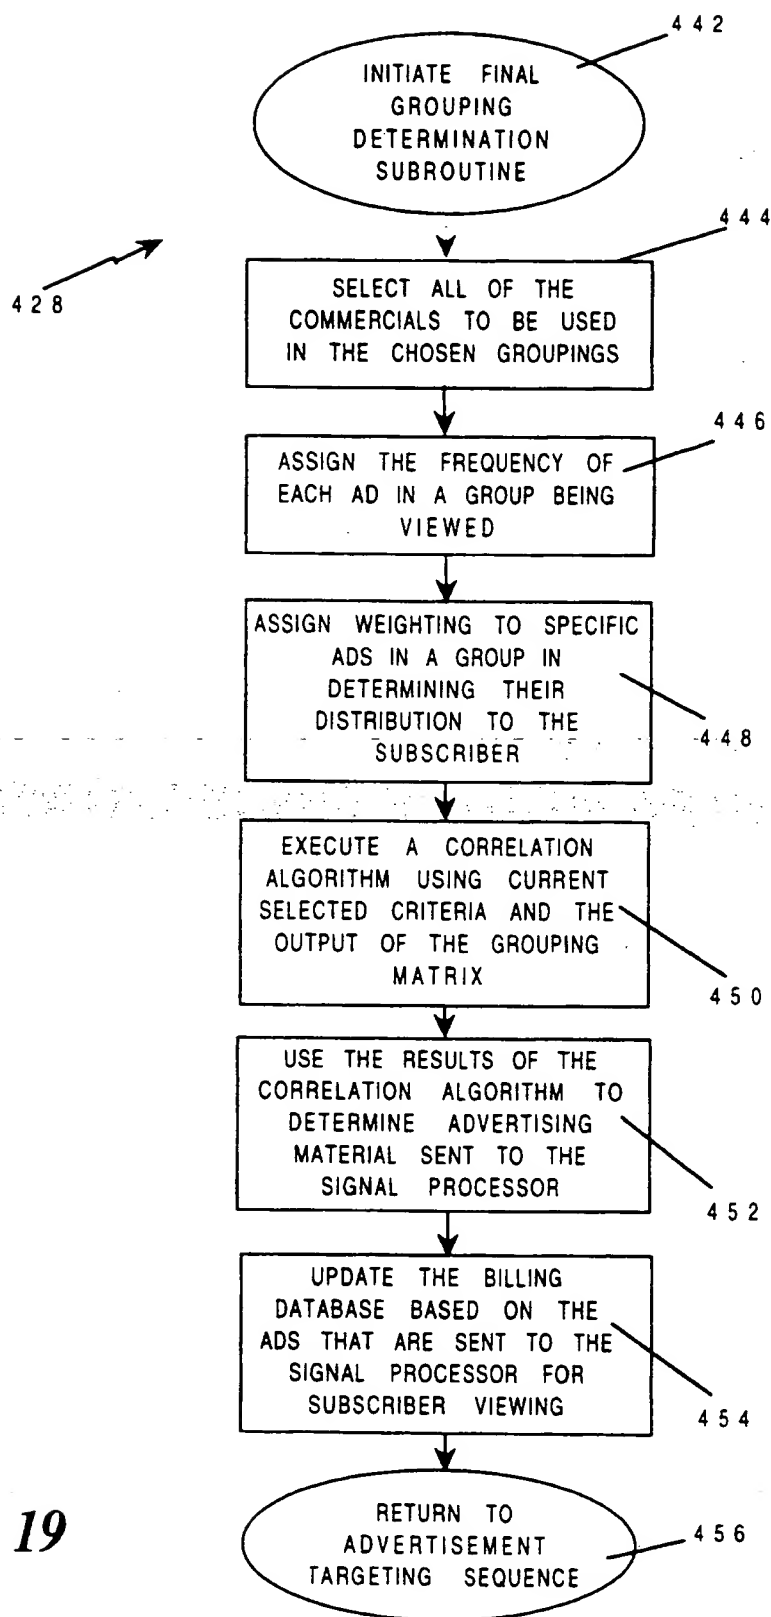 442
INITIATE FINAL
GROUPING
DETERMINATION
SUBROUTINE
444
428
SELECT ALL OF THE
COMMERCIALS TO BE USED
IN THE CHOSEN GROUPINGS
446
ASSIGN THE FREQUENCY OF
EACH AD IN A GROUP BEING
VIEWED
ASSIGN WEIGHTING TO SPECIFIC
ADS IN A GROUP IN
DETERMINING THEIR
DISTRIBUTION TO THE
SUBSCRIBER
448
EXECUTE A CORRELATION
ALGORITHM USING CURRENT
SELECTED CRITERIA AND THE
OUTPUT OF THE GROUPING
MATRIX
450
USE THE RESULTS OF THE
CORRELATION ALGORITHM TO
DETERMINE ADVERTISING
MATERIAL SENT TO THE
SIGNAL PROCESSOR
452
UPDATE THE BILLING
DATABASE BASED ON THE
ADS THAT ARE SENT TO THE
SIGNAL PROCESSOR FOR
SUBSCRIBER VIEWING
454
RETURN TO
ADVERTISEMENT
TARGETING SEQUENCE
456
19